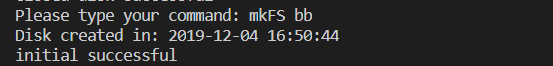 Please type your command: mkFS bb
Disk created in: 2019-12-04 16:50:44
initial successful